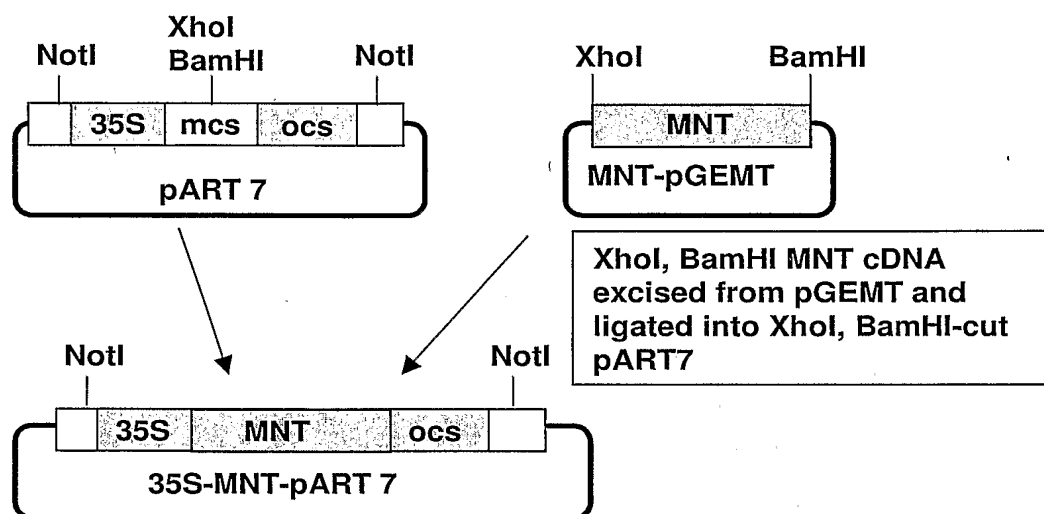 XhoI
NotI BamHI NotI
XhoI BamHI
35S mcs ocs
MNT
pART 7
MNT-pGEMT
XhoI, BamHI MNT cDNA
excised from pGEMT and
ligated into XhoI, BamHI-cut
pART7
NotI NotI
35S MNT ocs
35S-MNT-pART 7